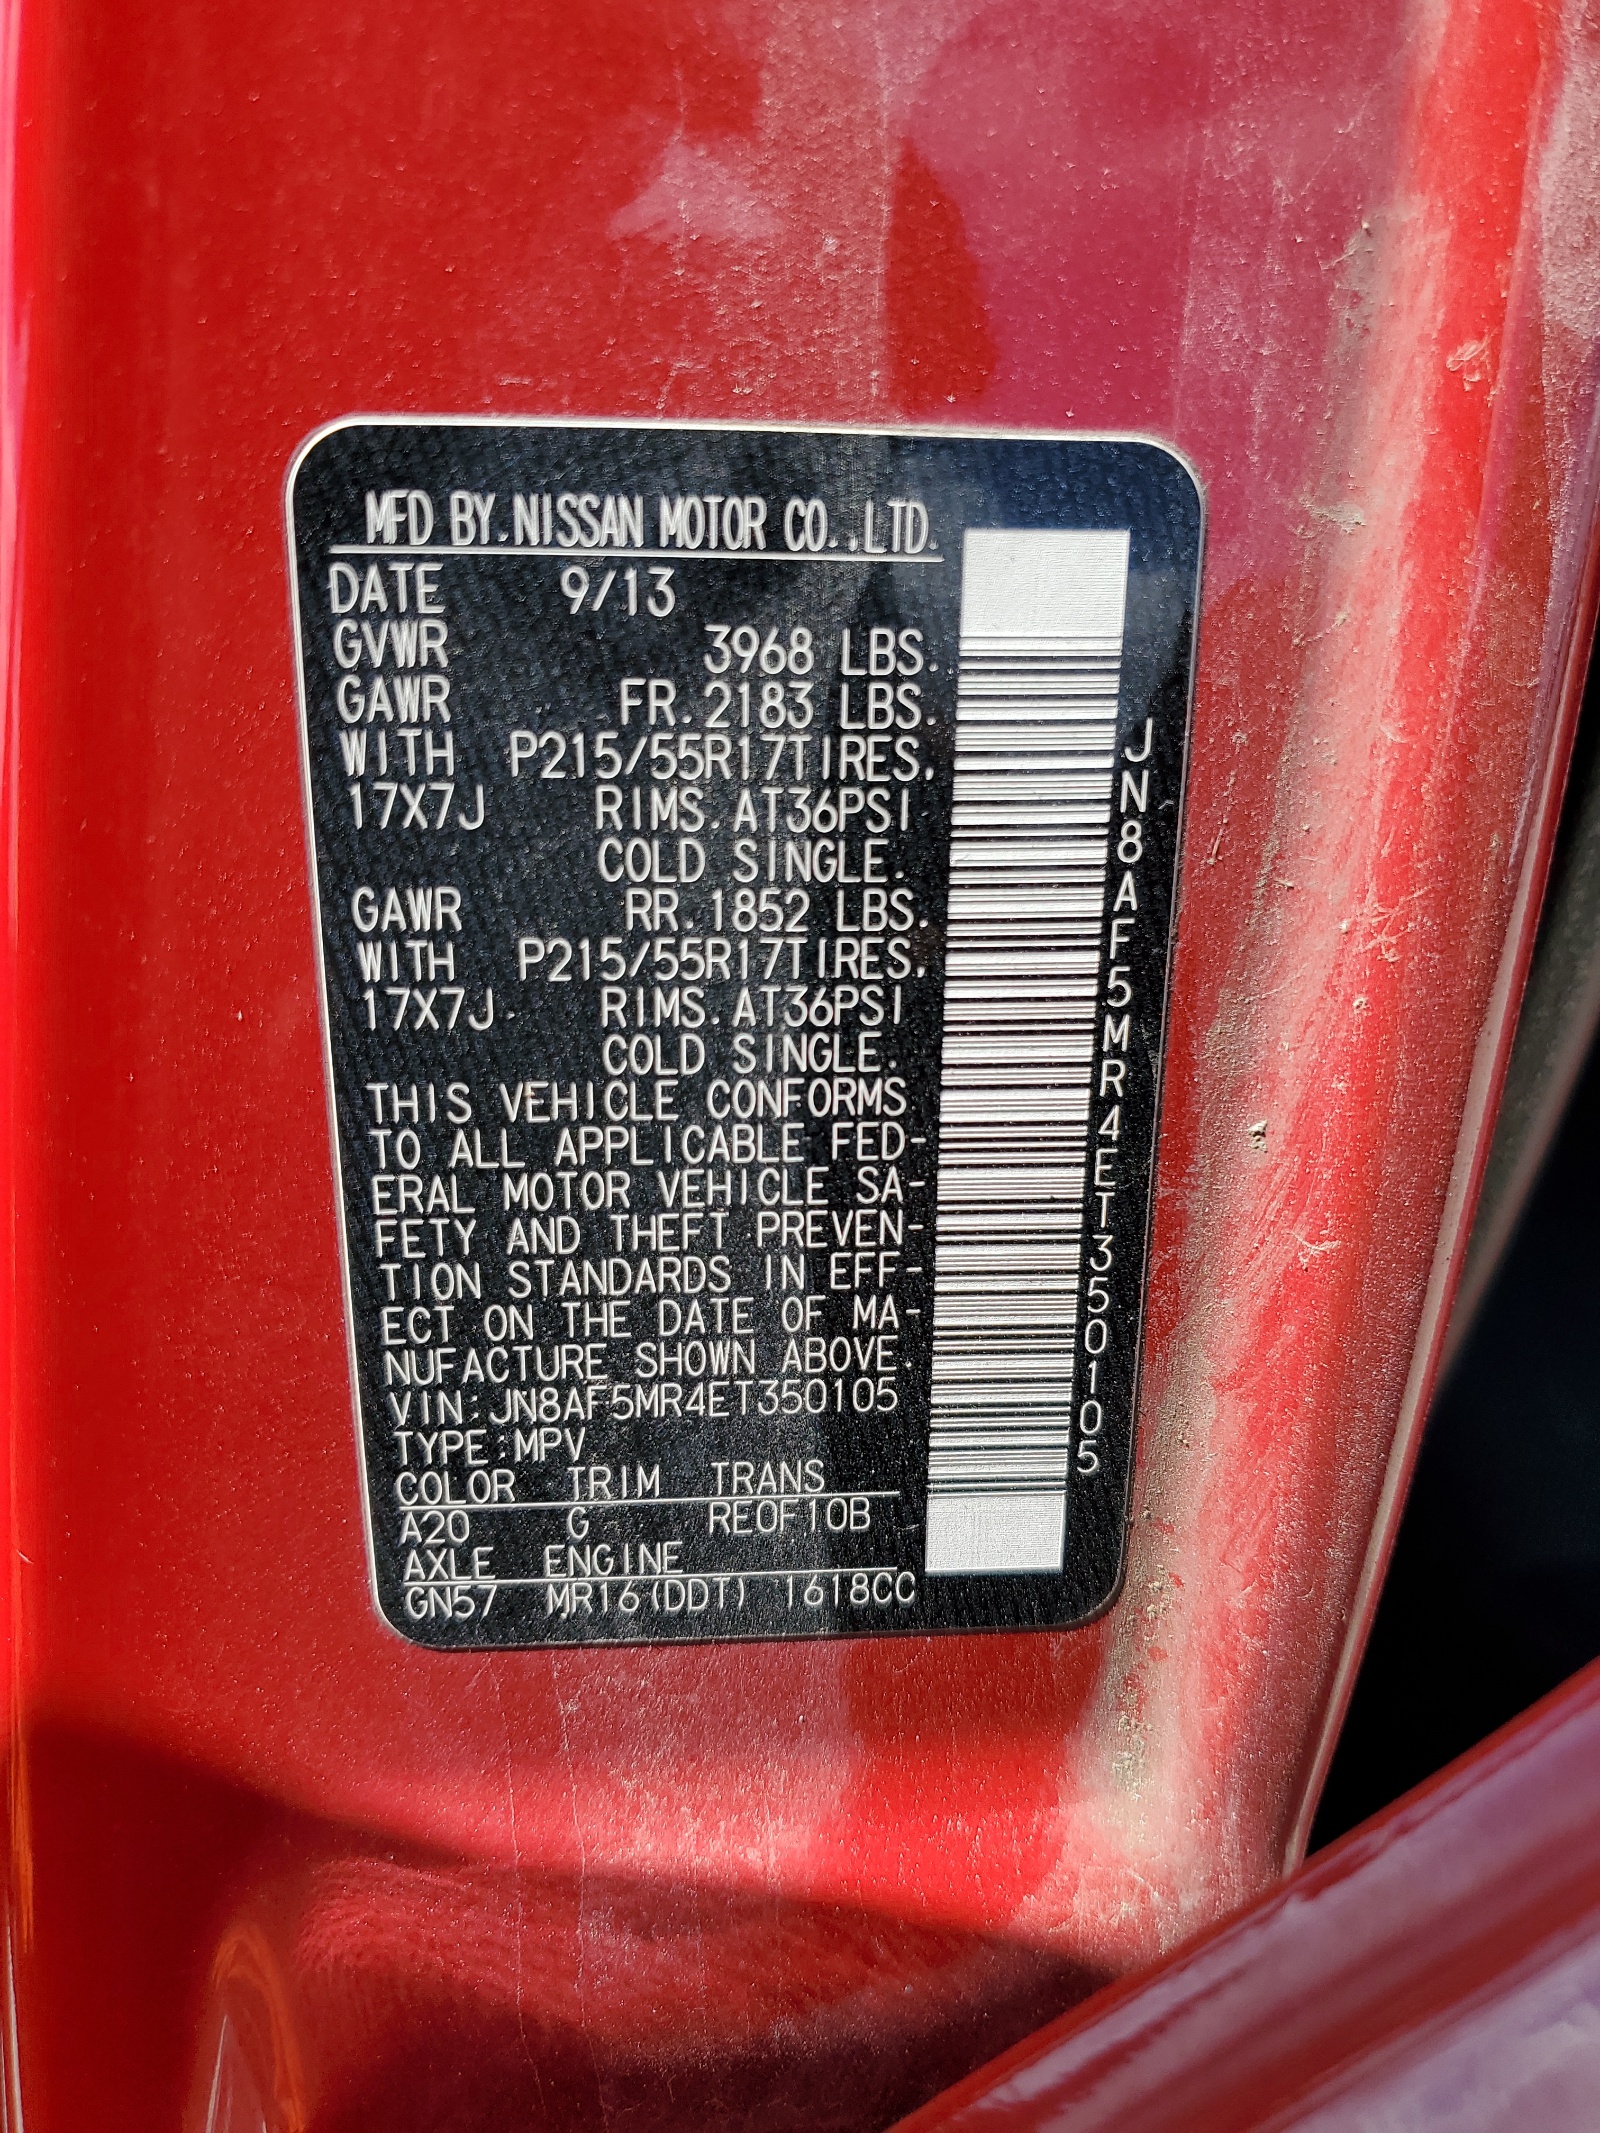 MFD BY.NISSAN MOTOR CO.,LTD.
DATE 9/13
GVWR 3968 LBS.
GAWR FR.2183 LBS.
WITH P215/55R17TIRES,
17X7J RIMS.AT36PSI
COLD SINGLE.
GAWR RR.1852 LBS.
WITH P215/55R17TIRES,
17X7J RIMS.AT36PSI
COLD SINGLE.
THIS VEHICLE CONFORMS
TO ALL APPLICABLE FED-
ERAL MOTOR VEHICLE SA-
FETY AND THEFT PREVEN-
TION STANDARDS IN EFF-
ECT ON THE DATE OF MA-
NUFACTURE SHOWN ABOVE.
VIN:JN8AF5MR4ET350105
TYPE:MPV
COLOR TRIM TRANS
A20 G RE0F10B
AXLE ENGINE
GN57 MR16(DDT) 1618CC
JN8AF5MR4ET350105